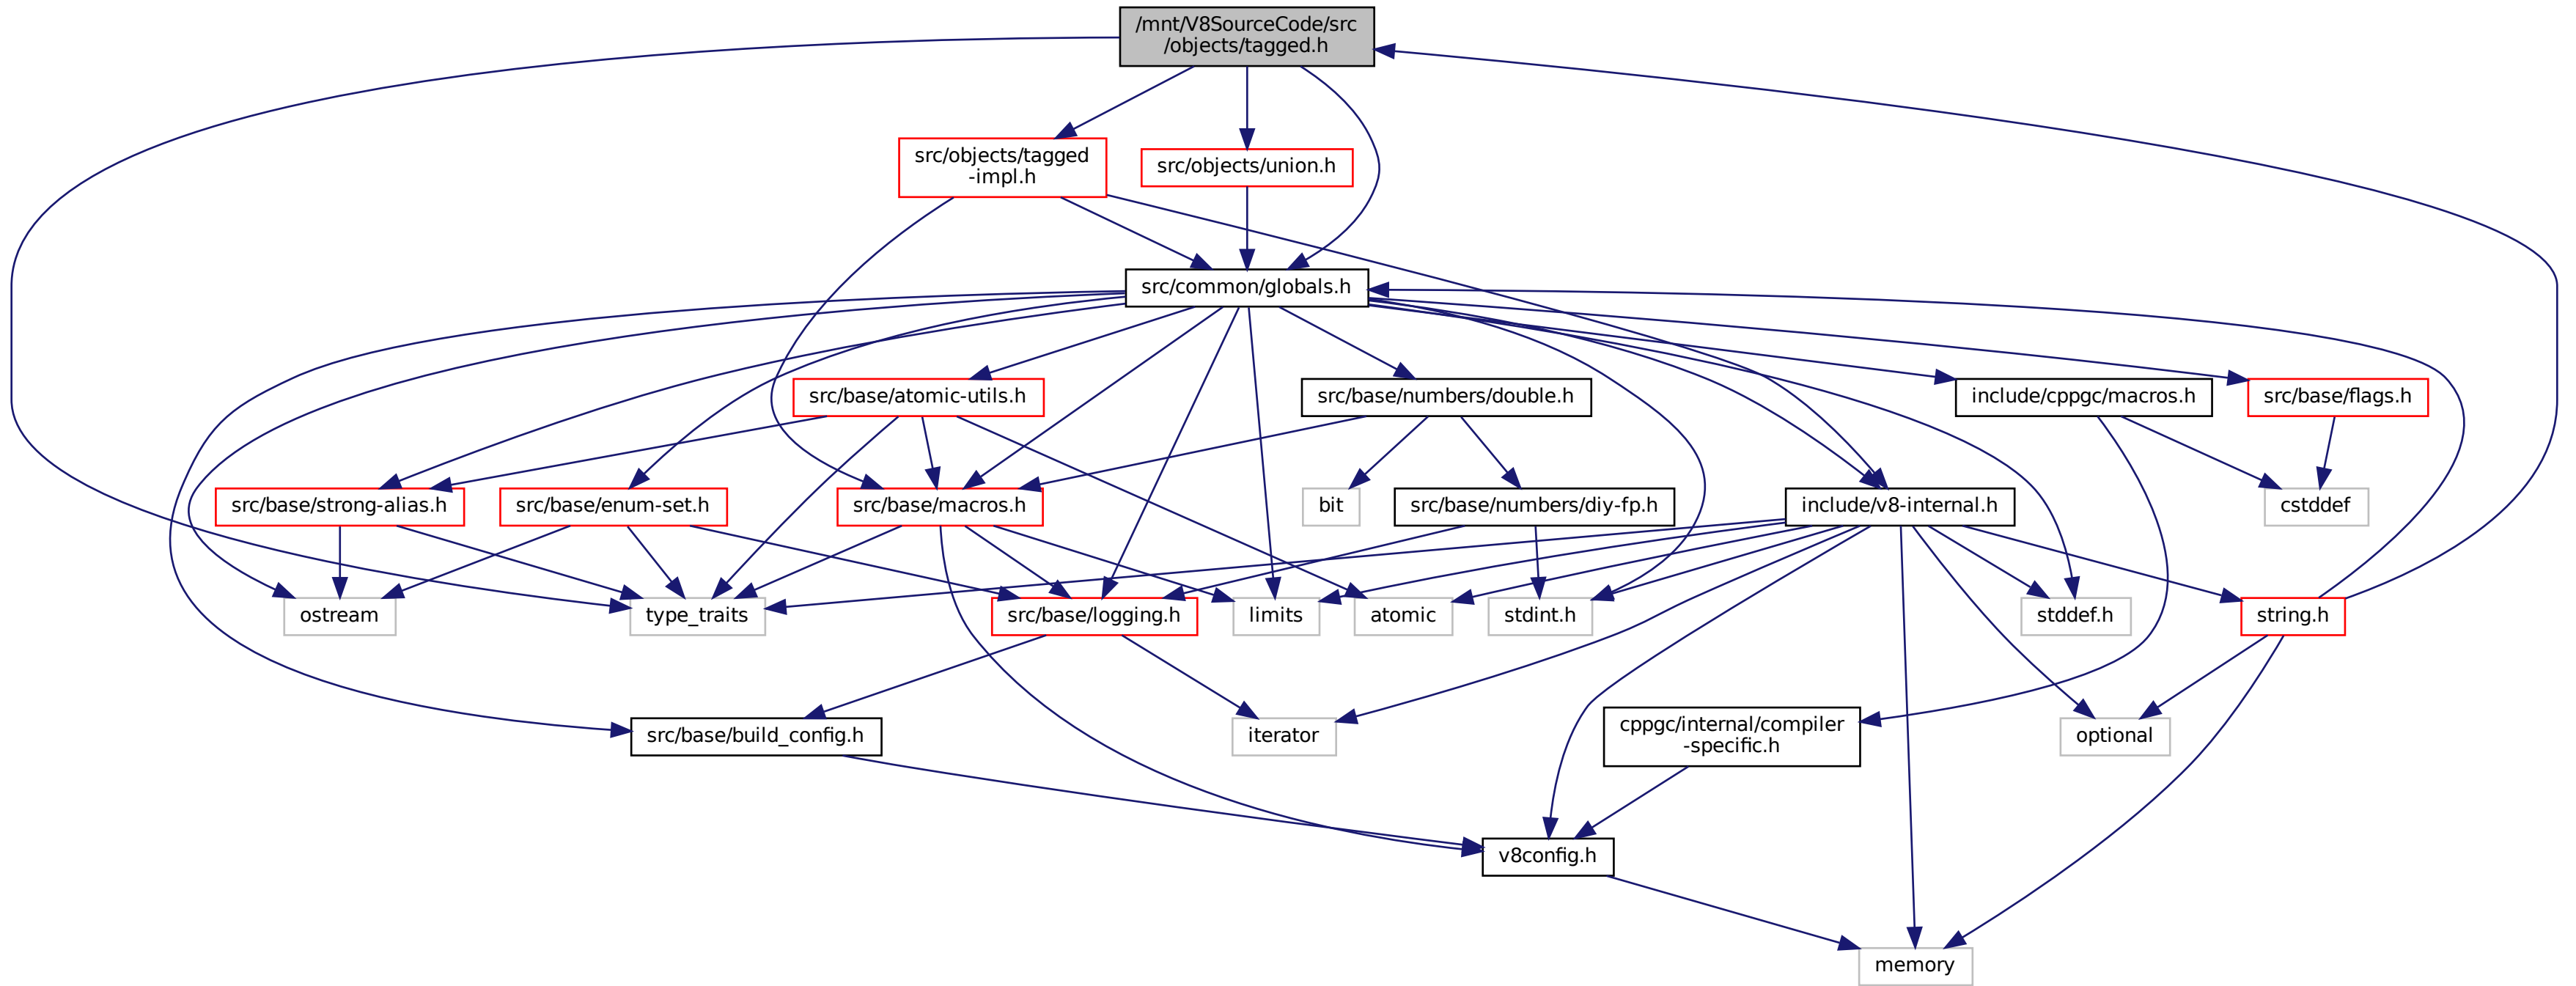 /mnt/V8SourceCode/src
/objects/tagged.h
src/objects/tagged
-impl.h
src/objects/union.h
src/common/globals.h
src/base/atomic-utils.h
src/base/numbers/double.h
include/cppgc/macros.h
src/base/flags.h
src/base/strong-alias.h
src/base/enum-set.h
src/base/macros.h
bit
src/base/numbers/diy-fp.h
include/v8-internal.h
cstddef
ostream
type_traits
src/base/logging.h
limits
atomic
stdint.h
stddef.h
string.h
src/base/build_config.h
iterator
cppgc/internal/compiler
-specific.h
optional
v8config.h
memory